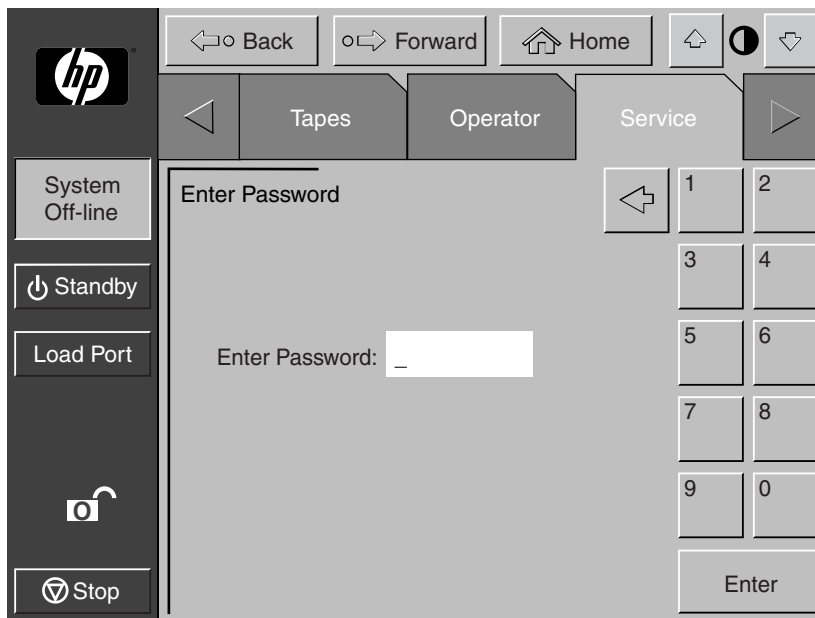 hp
Back
Forward
Home
Tapes
Operator
Service
System
Off-line
Standby
Load Port
O
Stop
Enter Password
Enter Password: _
1
2
3
4
5
6
7
8
9
0
Enter